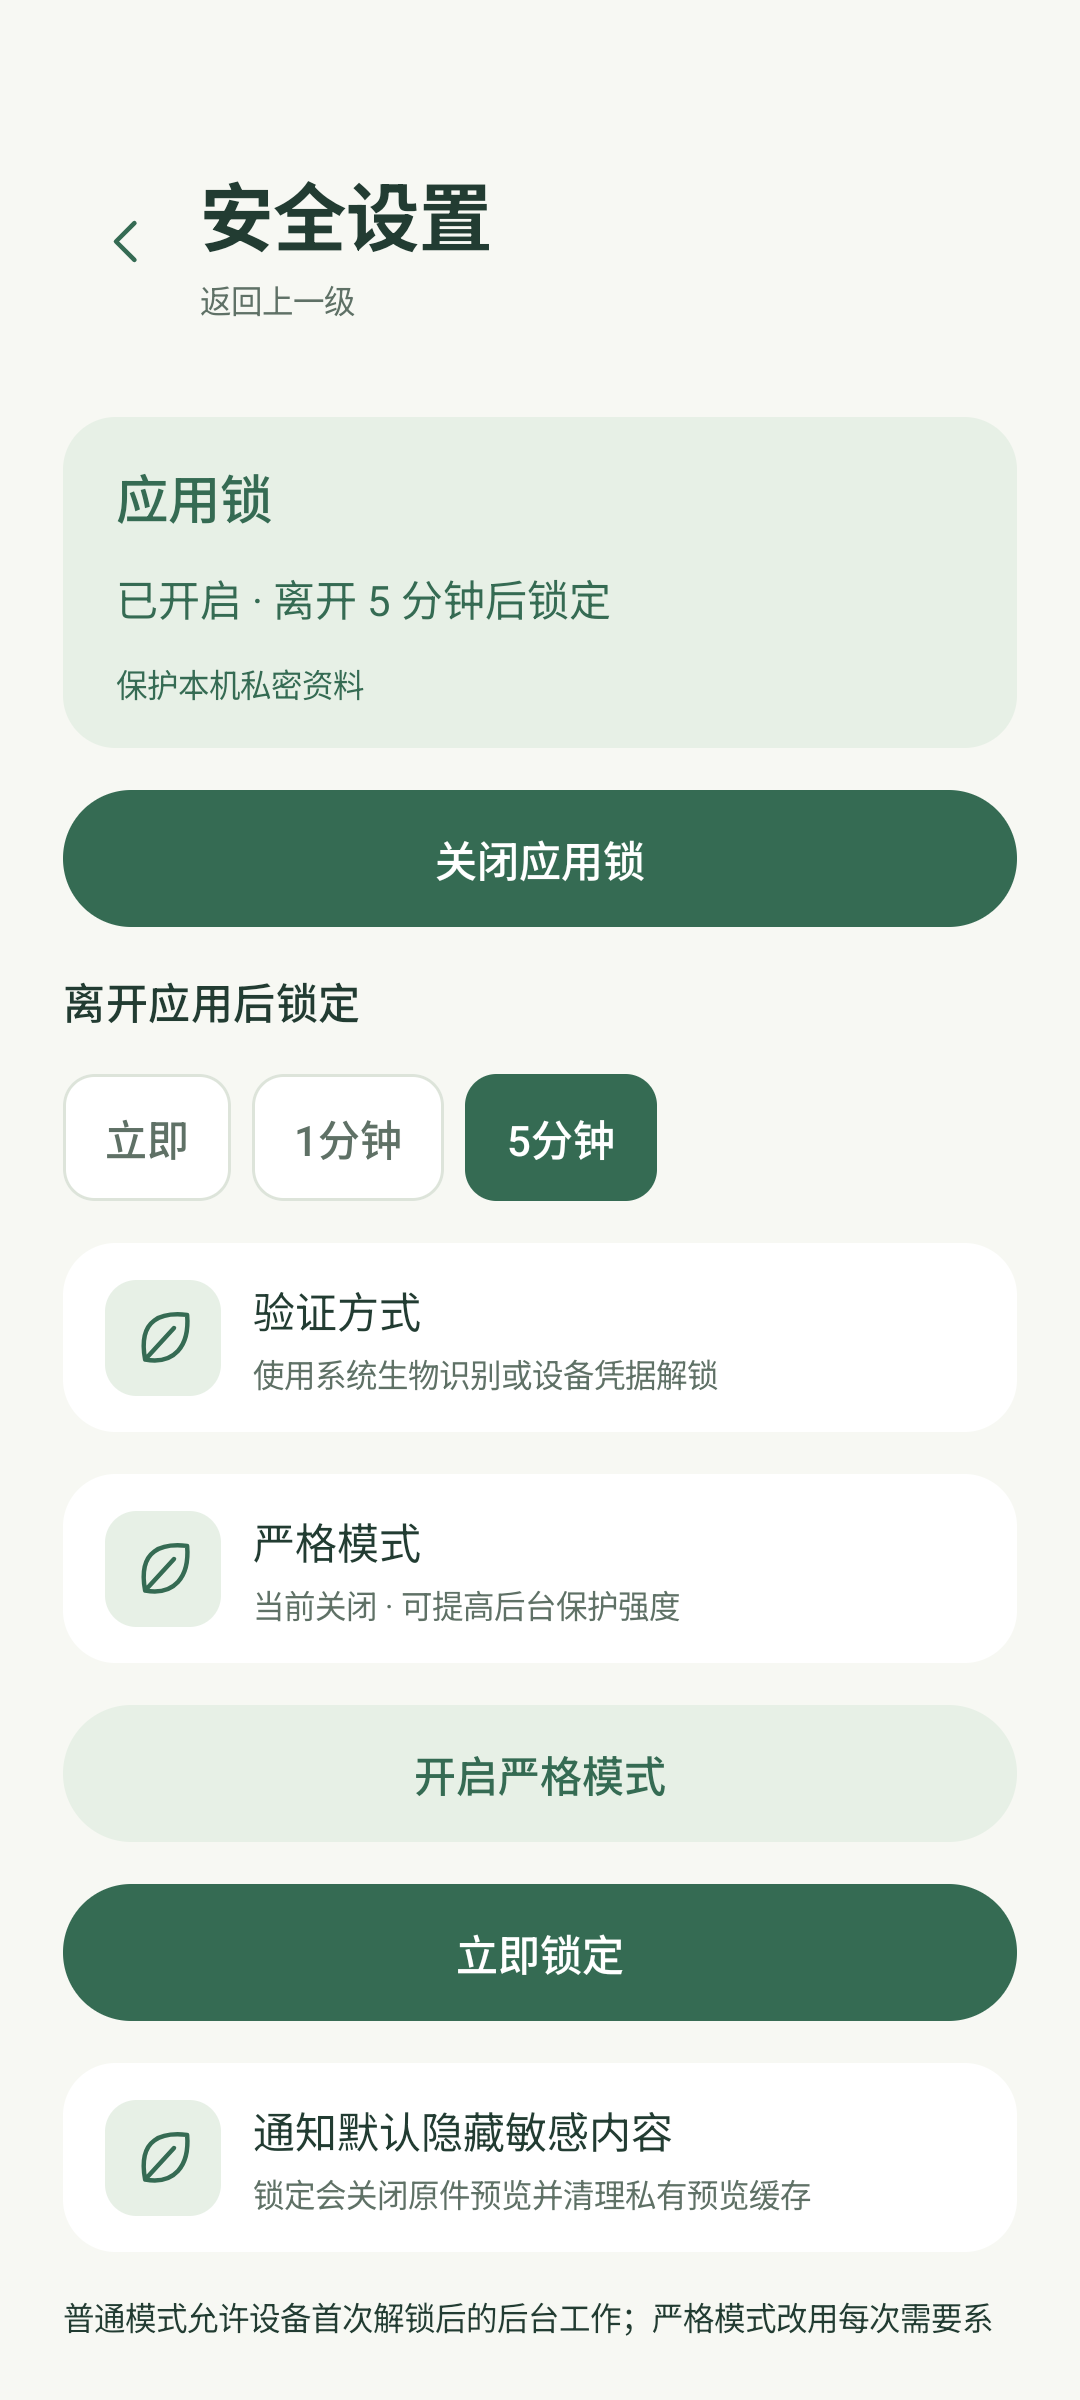 安全设置
返回上一级
应用锁
已开启 · 离开 5 分钟后锁定
保护本机私密资料
关闭应用锁
离开应用后锁定
立即
1分钟
5分钟
验证方式
使用系统生物识别或设备凭据解锁
严格模式
当前关闭 · 可提高后台保护强度
开启严格模式
立即锁定
通知默认隐藏敏感内容
锁定会关闭原件预览并清理私有预览缓存
普通模式允许设备首次解锁后的后台工作；严格模式改用每次需要系